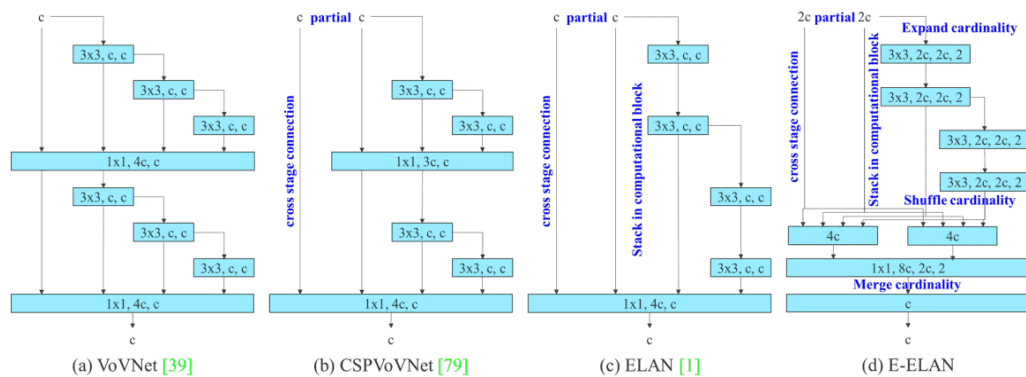 c
3x3, c, c
3x3, c, c
3x3, c, c
1x1, 4c, c
3x3, c, c
3x3, c, c
3x3, c, c
1x1, 4c, c
c
(a) VoVNet [39]
c partial c
cross stage connection
3x3, c, c
3x3, c, c
1x1, 3c, c
3x3, c, c
3x3, c, c
1x1, 4c, c
c
(b) CSPVoVNet [79]
c partial c
cross stage connection
Stack in computational block
3x3, c, c
3x3, c, c
3x3, c, c
3x3, c, c
1x1, 4c, c
c
(c) ELAN [1]
2c partial 2c
Expand cardinality
cross stage connection
Stack in computational block
3x3, 2c, 2c, 2
3x3, 2c, 2c, 2
3x3, 2c, 2c, 2
3x3, 2c, 2c, 2
Shuffle cardinality
4c
4c
1x1, 8c, 2c, 2
Merge cardinality
c
c
(d) E-ELAN